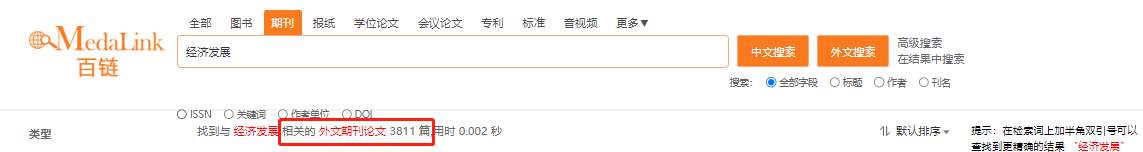 全部 图书 期刊 报纸 学位论文 会议论文 专利 标准 音视频 更多▼
MedaLink
百链
经济发展
中文搜索 外文搜索
高级搜索
在结果中搜索
搜索: 全部字段 标题 作者 刊名
ISSN 关键词 作者单位 DOI
类型
找到与 经济发展 相关的 外文期刊论文 3811 篇,用时 0.002 秒
默认排序
提示：在检索词上加半角双引号可以
查找到更精确的结果 "经济发展"